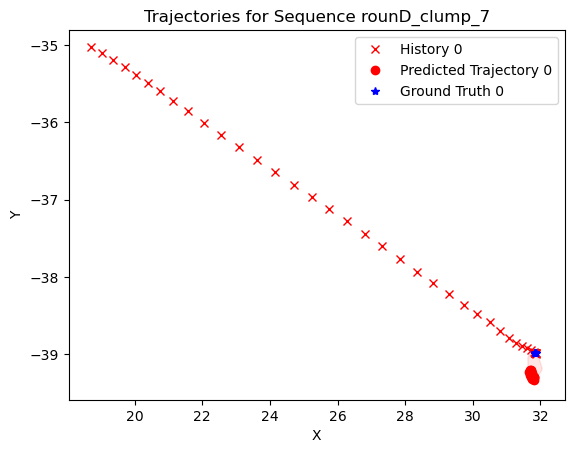 Trajectories for Sequence rounD_clump_7
History 0
Predicted Trajectory 0
Ground Truth 0
−35
−36
−37
−38
−39
Y
20
22
24
26
28
30
32
X